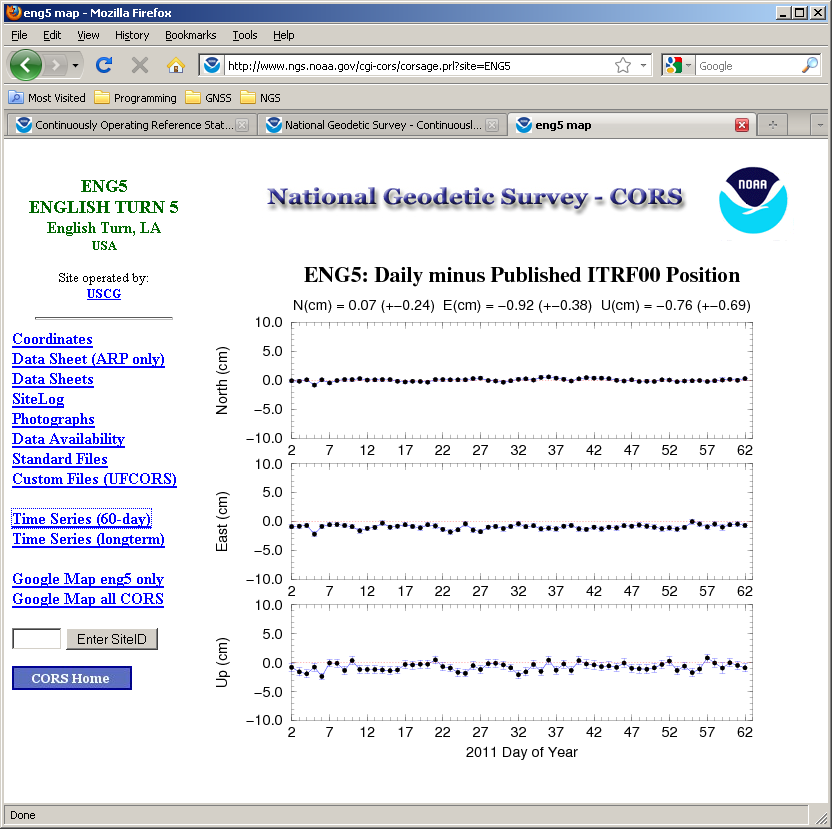 eng5 map - Mozilla Firefox
File Edit View History Bookmarks Tools Help
http://www.ngs.noaa.gov/cgi-cors/corsage.prl?site=ENG5
Google
Most Visited Programming GNSS NGS
Continuously Operating Reference Stat...
National Geodetic Survey - Continuousl...
eng5 map
ENG5
ENGLISH TURN 5
English Turn, LA
USA
Site operated by:
USCG
Coordinates
Data Sheet (ARP only)
Data Sheets
SiteLog
Photographs
Data Availability
Standard Files
Custom Files (UFCORS)
Time Series (60-day)
Time Series (longterm)
Google Map eng5 only
Google Map all CORS
Enter SiteID
CORS Home
National Geodetic Survey - CORS
NOAA
ENG5: Daily minus Published ITRF00 Position
N(cm) = 0.07 (+−0.24) E(cm) = −0.92 (+−0.38) U(cm) = −0.76 (+−0.69)
North (cm)
10.0
5.0
0.0
−5.0
−10.0
2 7 12 17 22 27 32 37 42 47 52 57 62
East (cm)
10.0
5.0
0.0
−5.0
−10.0
2 7 12 17 22 27 32 37 42 47 52 57 62
Up (cm)
10.0
5.0
0.0
−5.0
−10.0
2 7 12 17 22 27 32 37 42 47 52 57 62
2011 Day of Year
Done